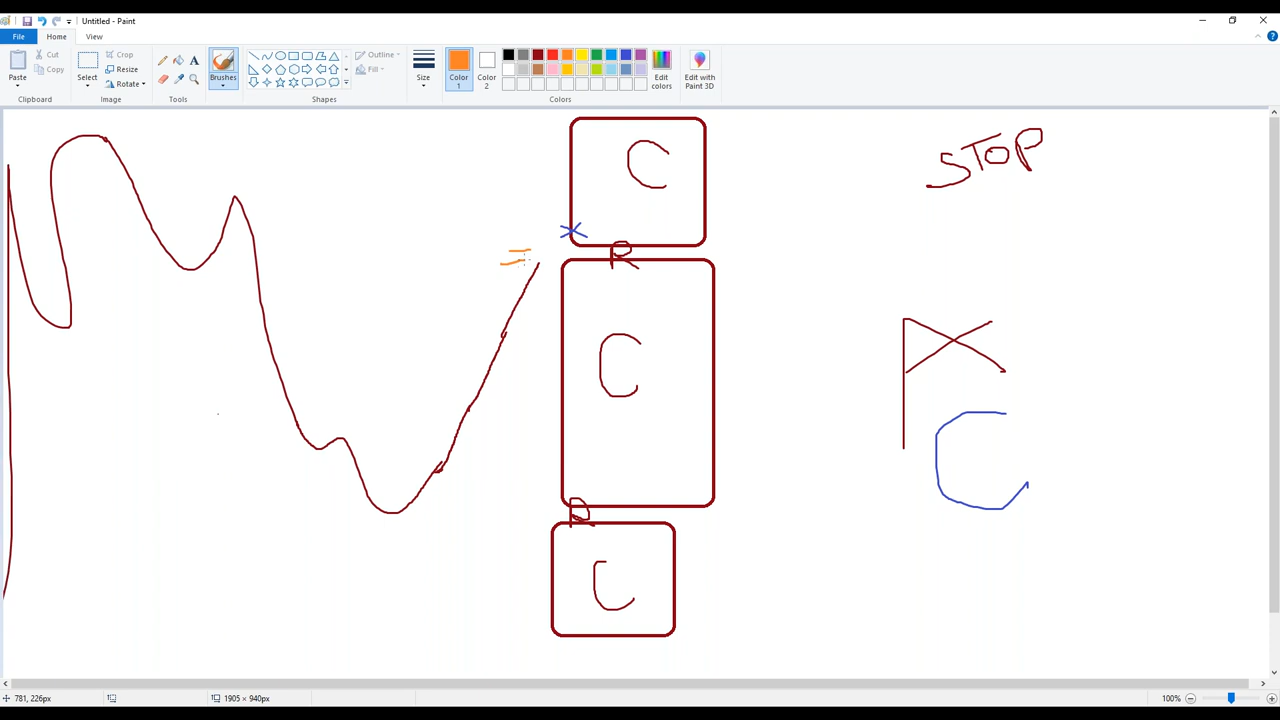 Untitled - Paint
File Home View
Paste
Cut
Copy
Clipboard
Select
Crop
Resize
Rotate
Image
Tools
Brushes
Shapes
Outline
Fill
Size
Color 1
Color 2
Edit colors
Colors
Edit with Paint 3D
C
STOP
X
R
C
R
C
C
781, 226px
1905 × 940px
100%